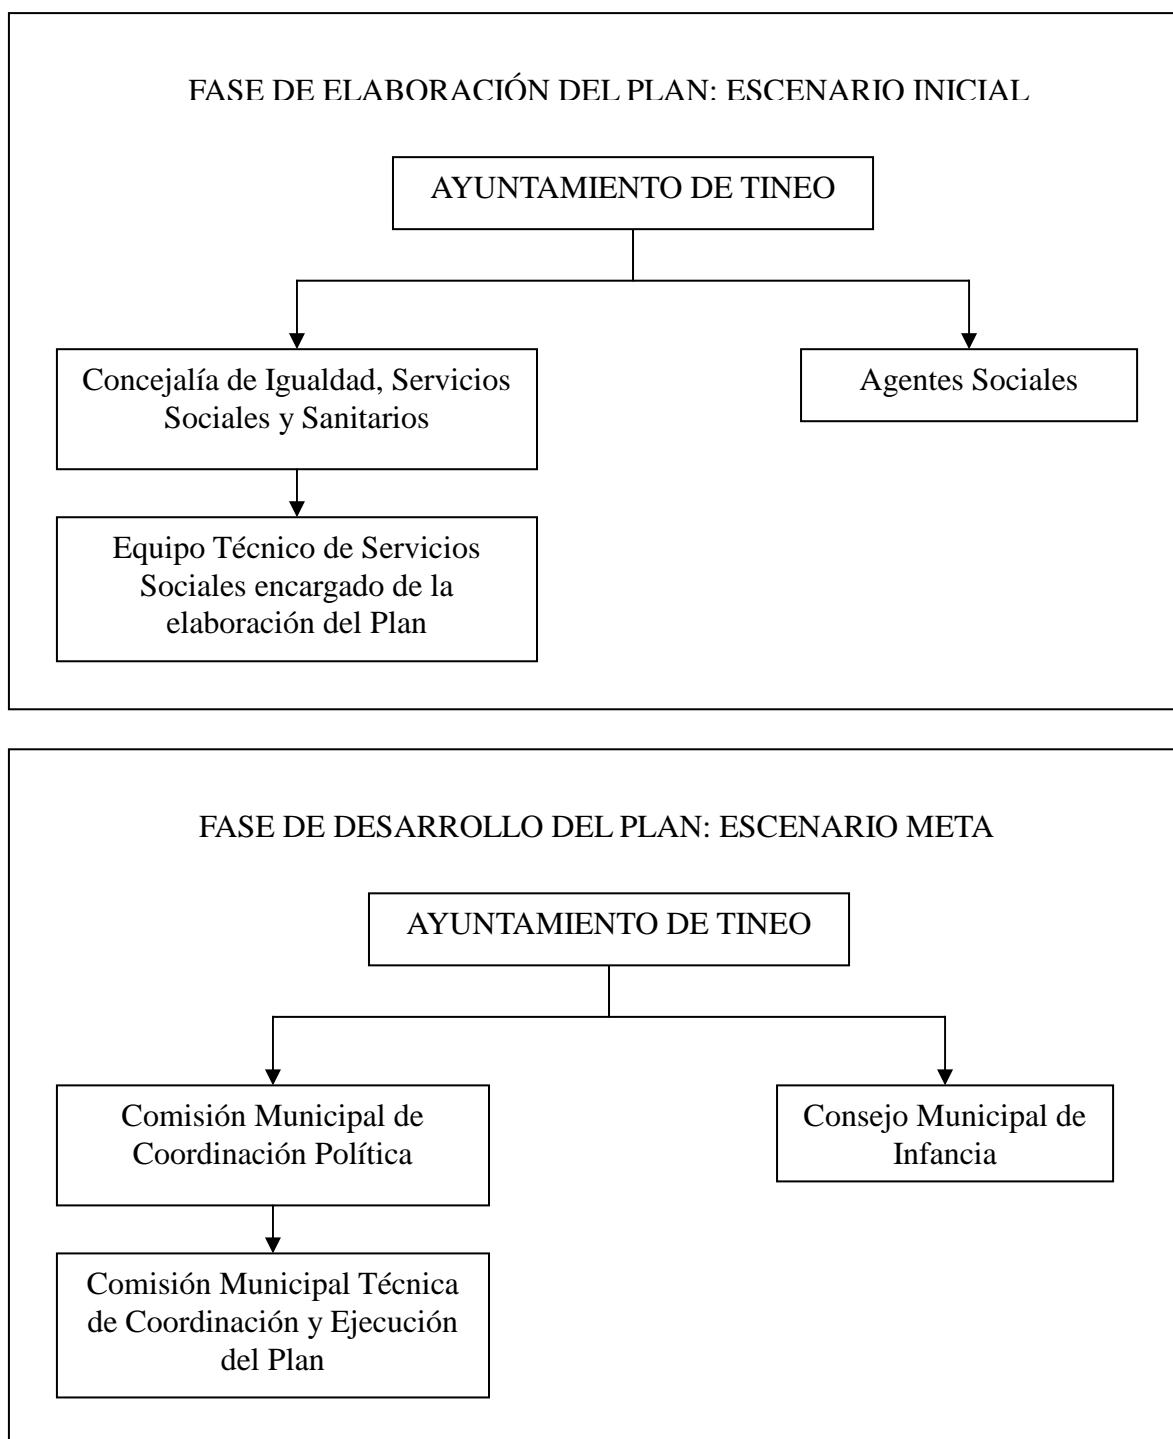 FASE DE ELABORACIÓN DEL PLAN: ESCENARIO INICIAL
AYUNTAMIENTO DE TINEO
Concejalía de Igualdad, Servicios
Sociales y Sanitarios
Agentes Sociales
Equipo Técnico de Servicios
Sociales encargado de la
elaboración del Plan
FASE DE DESARROLLO DEL PLAN: ESCENARIO META
AYUNTAMIENTO DE TINEO
Comisión Municipal de
Coordinación Política
Consejo Municipal de
Infancia
Comisión Municipal Técnica
de Coordinación y Ejecución
del Plan